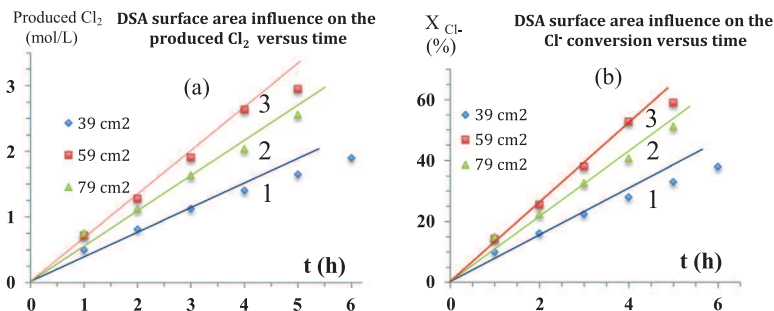 Produced Cl₂
(mol/L)
DSA surface area influence on the
produced Cl₂ versus time
(a)
3
2
1
0
39 cm2
59 cm2
79 cm2
3
2
1
t (h)
0 1 2 3 4 5 6
X Cl-
(%)
DSA surface area influence on the
Cl⁻ conversion versus time
(b)
60
40
20
0
39 cm2
59 cm2
79 cm2
3
2
1
t (h)
0 2 4 6